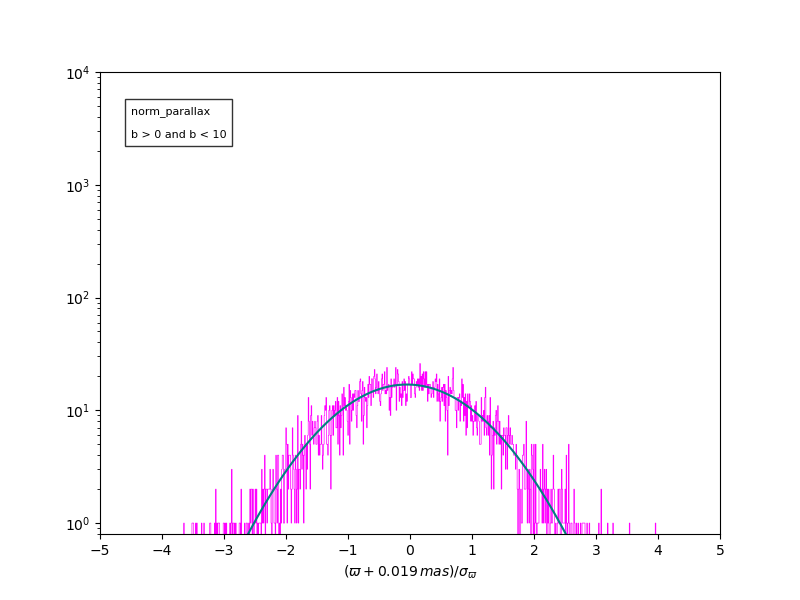 10⁴
norm_parallax
b > 0 and b < 10
10³
10²
10¹
10⁰
−5 −4 −3 −2 −1 0 1 2 3 4 5
(ϖ + 0.019 mas)/σ_ϖ